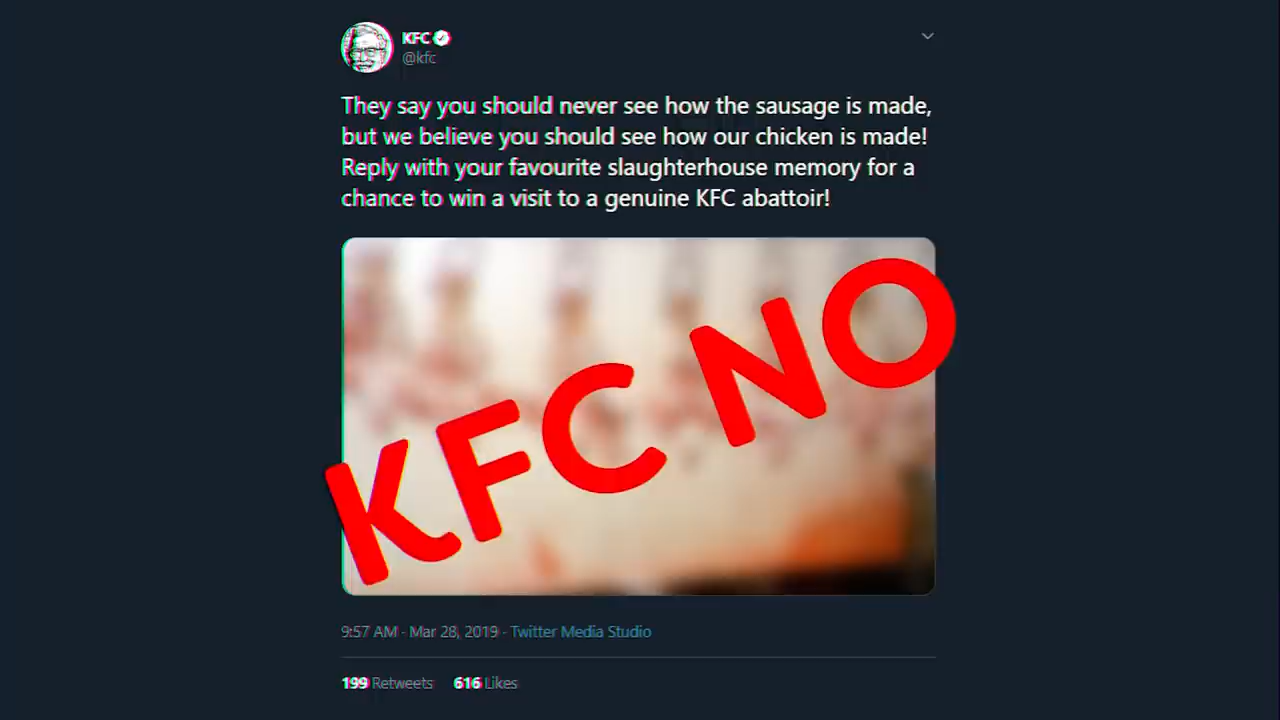 KFC
@kfc
They say you should never see how the sausage is made,
but we believe you should see how our chicken is made!
Reply with your favourite slaughterhouse memory for a
chance to win a visit to a genuine KFC abattoir!
KFC NO
9:57 AM · Mar 28, 2019 · Twitter Media Studio
199 Retweets 616 Likes